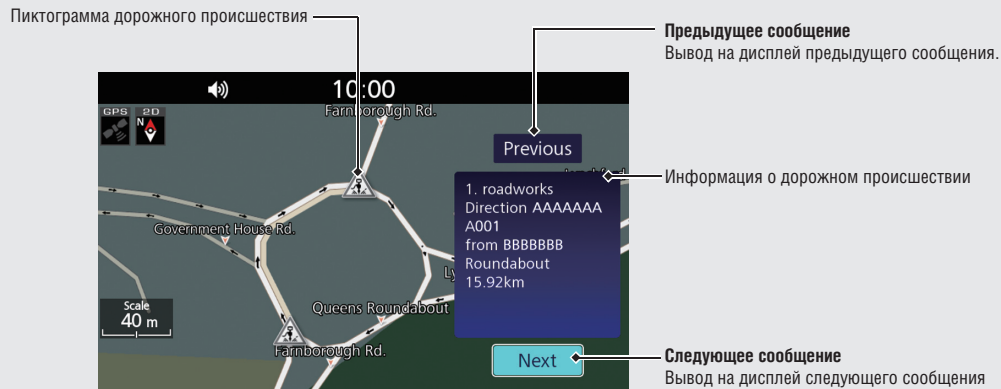 Пиктограмма дорожного происшествия
Предыдущее сообщение
Вывод на дисплей предыдущего сообщения.
10:00
GPS 2D
N
Farnborough Rd.
Previous
Информация о дорожном происшествии
1. roadworks
Direction AAAAAAA
A001
from BBBBBBB
Roundabout
15.92km
Government House Rd.
Scale
40 m
Queens Roundabout
Farnborough Rd.
Next
Следующее сообщение
Вывод на дисплей следующего сообщения